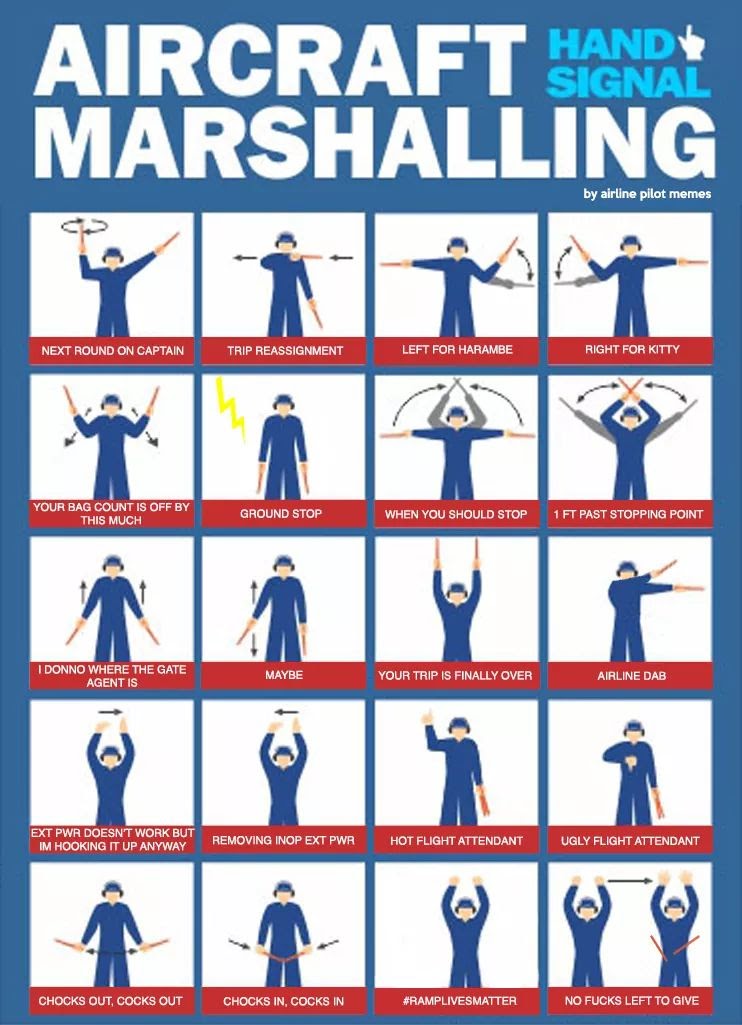 AIRCRAFT
HAND
SIGNAL
MARSHALLING
by airline pilot memes
NEXT ROUND ON CAPTAIN
TRIP REASSIGNMENT
LEFT FOR HARAMBE
RIGHT FOR KITTY
YOUR BAG COUNT IS OFF BY
THIS MUCH
GROUND STOP
WHEN YOU SHOULD STOP
1 FT PAST STOPPING POINT
I DONNO WHERE THE GATE
AGENT IS
MAYBE
YOUR TRIP IS FINALLY OVER
AIRLINE DAB
EXT PWR DOESN'T WORK BUT
IM HOOKING IT UP ANYWAY
REMOVING INOP EXT PWR
HOT FLIGHT ATTENDANT
UGLY FLIGHT ATTENDANT
CHOCKS OUT, COCKS OUT
CHOCKS IN, COCKS IN
#RAMPLIVESMATTER
NO FUCKS LEFT TO GIVE